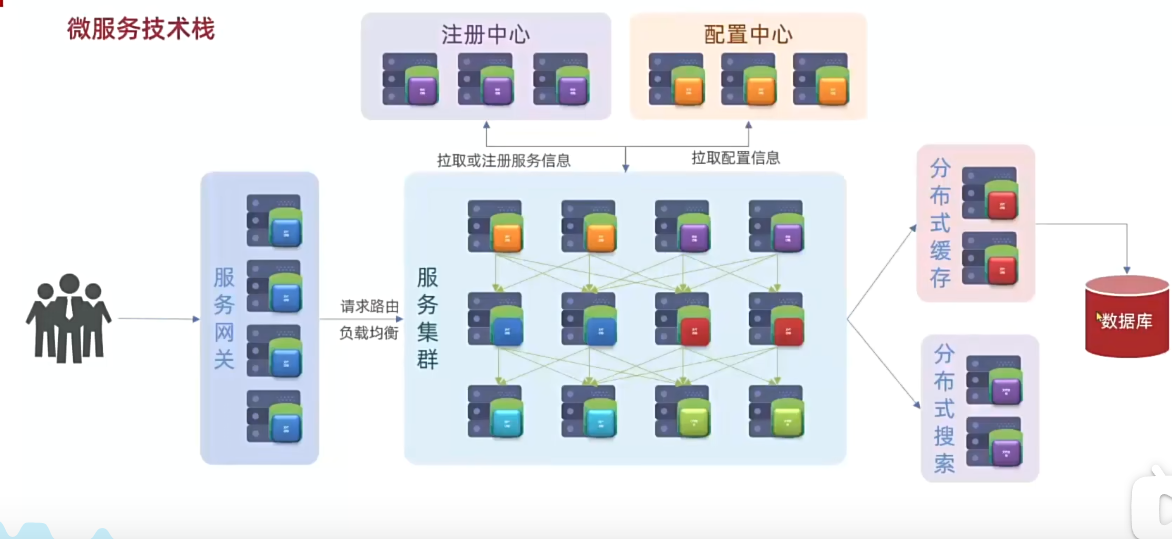 微服务技术栈
注册中心
配置中心
拉取或注册服务信息
拉取配置信息
服务网关
请求路由
负载均衡
服务集群
分布式缓存
数据库
分布式搜索